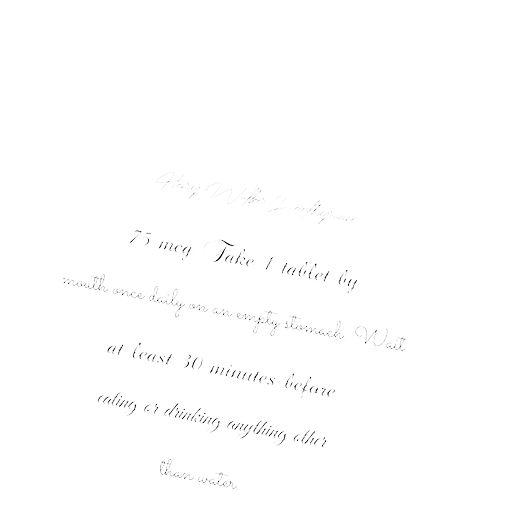 75 mcg Take 1 tablet by
mouth once daily on an empty stomach Wait
at least 30 minutes before
eating or drinking anything other
than water